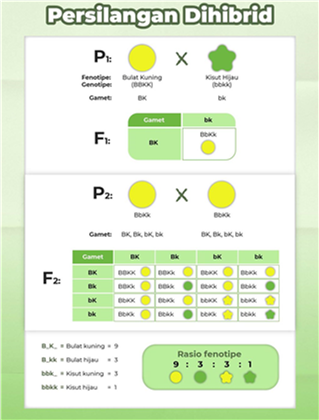 Persilangan Dihibrid
P1: X
Fenotipe: Bulat Kuning Kisut Hijau
Genotipe: (BBKK) (bbkk)
Gamet: BK bk
F1:
Gamet bk
BK BbKk
P2: X
BbKk BbKk
BK, Bk, bK, bk BK, Bk, bK, bk
F2:
Gamet BK Bk bK bk
BK BBKK BBKk BbKK BbKk
Bk BBKk BBkk BbKk Bbkk
bK BbKK BbKk bbKK bbKk
bk BbKk Bbkk bbKk bbkk
B_K_ = Bulat kuning = 9
B_kk = Bulat hijau = 3
bbk_ = Kisut kuning = 3
bbkk = Kisut hijau = 1
Rasio fenotipe
9 : 3 : 3 : 1